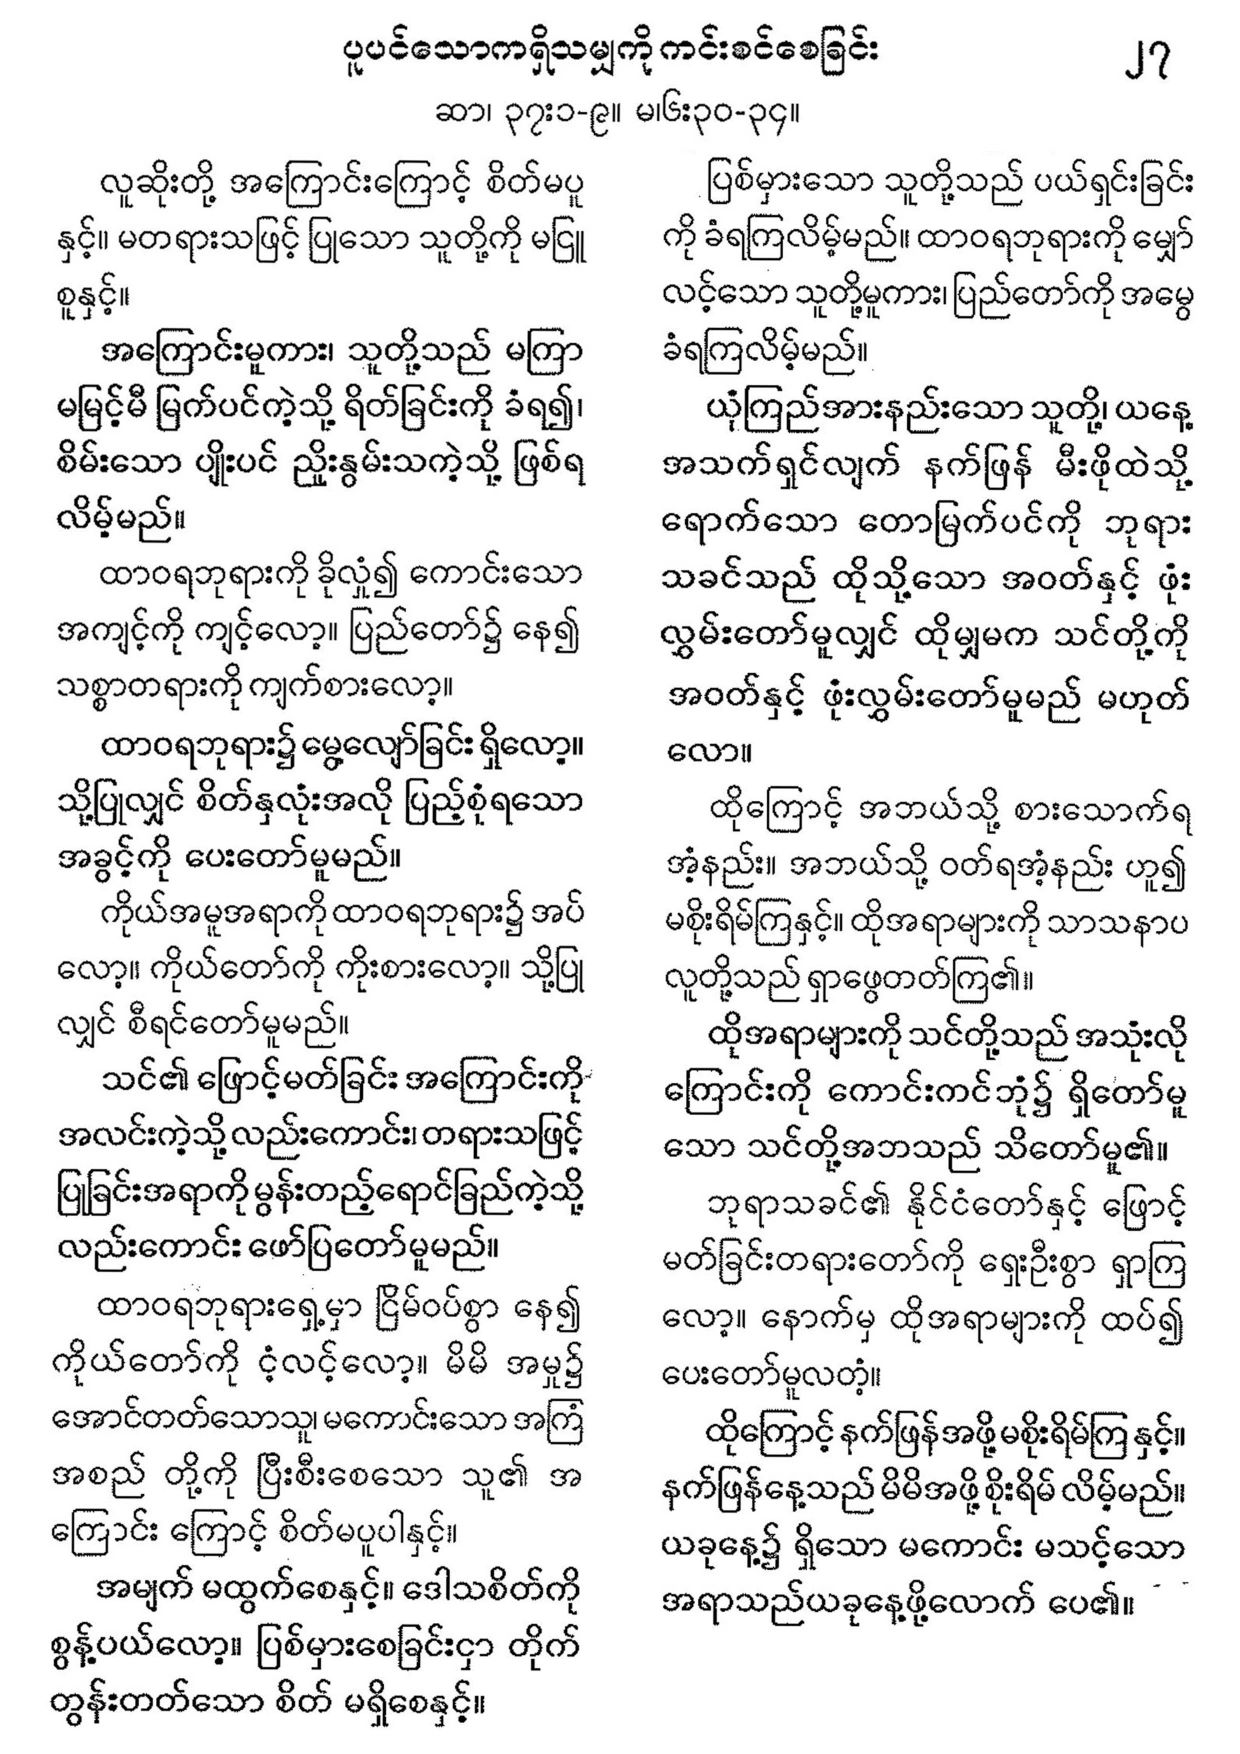 ပူပင်သောကရှိသမျှကို ကင်းစင်စေခြင်း
၂၇
ဆာ၊ ၃၇း၁-၉။ မ၊၆း၃၀-၃၄။
လူဆိုးတို့ အကြောင်းကြောင့် စိတ်မပူ
နှင့်။ မတရားသဖြင့် ပြုသော သူတို့ကို မငြူ
စူနှင့်။
အကြောင်းမူကား၊ သူတို့သည် မကြာ
မမြင့်မီ မြက်ပင်ကဲ့သို့ ရိတ်ခြင်းကို ခံရ၍၊
စိမ်းသော ပျိုးပင် ညှိုးနွမ်းသကဲ့သို့ ဖြစ်ရ
လိမ့်မည်။
ထာဝရဘုရားကို ခိုလှုံ၍ ကောင်းသော
အကျင့်ကို ကျင့်လော့။ ပြည်တော်၌ နေ၍
သစ္စာတရားကို ကျက်စားလော့။
ထာဝရဘုရား၌ မွေ့လျော်ခြင်း ရှိလော့။
သို့ပြုလျှင် စိတ်နှလုံးအလို ပြည့်စုံရသော
အခွင့်ကို ပေးတော်မူမည်။
ကိုယ်အမူအရာကို ထာဝရဘုရား၌ အပ်
လော့။ ကိုယ်တော်ကို ကိုးစားလော့။ သို့ပြု
လျှင် စီရင်တော်မူမည်။
သင်၏ ဖြောင့်မတ်ခြင်း အကြောင်းကို
အလင်းကဲ့သို့ လည်းကောင်း၊ တရားသဖြင့်
ပြုခြင်းအရာကို မွန်းတည့်ရောင်ခြည်ကဲ့သို့
လည်းကောင်း ဖော်ပြတော်မူမည်။
ထာဝရဘုရားရှေ့မှာ ငြိမ်ဝပ်စွာ နေ၍
ကိုယ်တော်ကို ငံ့လင့်လော့။ မိမိ အမှု၌
အောင်တတ်သောသူ၊ မကောင်းသော အကြံ
အစည် တို့ကို ပြီးစီးစေသော သူ၏ အ
ကြောင်း ကြောင့် စိတ်မပူပါနှင့်။
အမျက် မထွက်စေနှင့်။ ဒေါသစိတ်ကို
စွန့်ပယ်လော့။ ပြစ်မှားစေခြင်းငှာ တိုက်
တွန်းတတ်သော စိတ် မရှိစေနှင့်။
ပြစ်မှားသော သူတို့သည် ပယ်ရှင်းခြင်း
ကို ခံရကြလိမ့်မည်။ ထာဝရဘုရားကို မျှော်
လင့်သော သူတို့မူကား၊ ပြည်တော်ကို အမွေ
ခံရကြလိမ့်မည်။
ယုံကြည်အားနည်းသော သူတို့၊ ယနေ့
အသက်ရှင်လျက် နက်ဖြန် မီးဖိုထဲသို့
ရောက်သော တောမြက်ပင်ကို ဘုရား
သခင်သည် ထိုသို့သော အဝတ်နှင့် ဖုံး
လွှမ်းတော်မူလျှင် ထိုမျှမက သင်တို့ကို
အဝတ်နှင့် ဖုံးလွှမ်းတော်မူမည် မဟုတ်
လော။
ထိုကြောင့် အဘယ်သို့ စားသောက်ရ
အံ့နည်း။ အဘယ်သို့ ဝတ်ရအံ့နည်း ဟူ၍
မစိုးရိမ်ကြနှင့်။ ထိုအရာများကို သာသနာပ
လူတို့သည် ရှာဖွေတတ်ကြ၏။
ထိုအရာများကို သင်တို့သည် အသုံးလို
ကြောင်းကို ကောင်းကင်ဘုံ၌ ရှိတော်မူ
သော သင်တို့အဘသည် သိတော်မူ၏။
ဘုရာသခင်၏ နိုင်ငံတော်နှင့် ဖြောင့်
မတ်ခြင်းတရားတော်ကို ရှေးဦးစွာ ရှာကြ
လော့။ နောက်မှ ထိုအရာများကို ထပ်၍
ပေးတော်မူလတံ့။
ထိုကြောင့် နက်ဖြန်အဖို့ မစိုးရိမ်ကြ နှင့်။
နက်ဖြန်နေ့သည် မိမိအဖို့ စိုးရိမ် လိမ့်မည်။
ယခုနေ့၌ ရှိသော မကောင်း မသင့်သော
အရာသည်ယခုနေ့ဖို့လောက် ပေ၏။